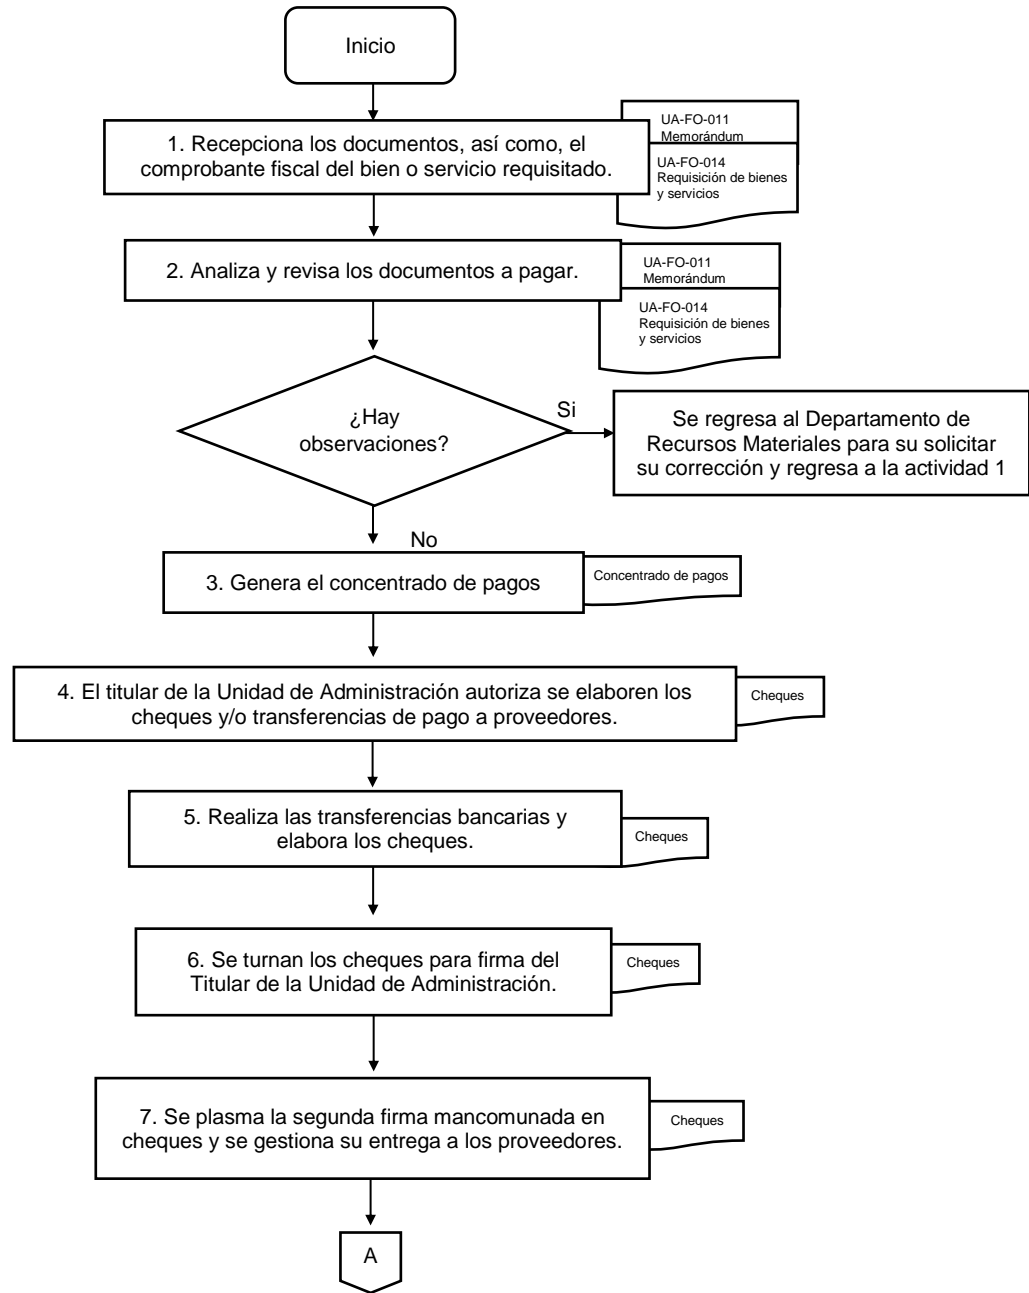 Inicio
1. Recepciona los documentos, así como, el
comprobante fiscal del bien o servicio requisitado.
UA-FO-011
Memorándum
UA-FO-014
Requisición de bienes
y servicios
2. Analiza y revisa los documentos a pagar.
UA-FO-011
Memorándum
UA-FO-014
Requisición de bienes
y servicios
¿Hay
observaciones?
Si
Se regresa al Departamento de
Recursos Materiales para su solicitar
su corrección y regresa a la actividad 1
No
3. Genera el concentrado de pagos
Concentrado de pagos
4. El titular de la Unidad de Administración autoriza se elaboren los
cheques y/o transferencias de pago a proveedores.
Cheques
5. Realiza las transferencias bancarias y
elabora los cheques.
Cheques
6. Se turnan los cheques para firma del
Titular de la Unidad de Administración.
Cheques
7. Se plasma la segunda firma mancomunada en
cheques y se gestiona su entrega a los proveedores.
Cheques
A